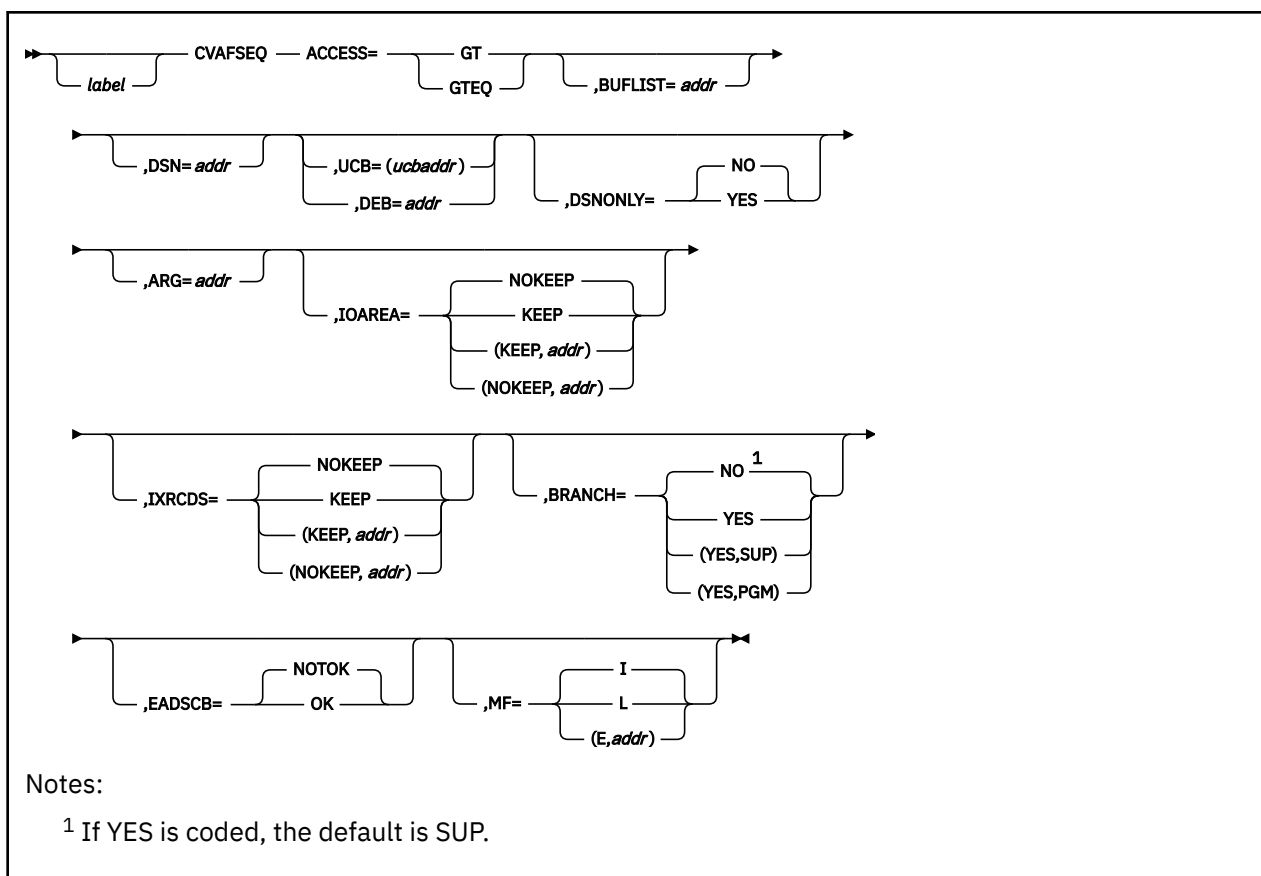 CVAFSEQ ACCESS= GT
label GTEQ ,BUFLIST= addr
,DSN= addr ,UCB= (ucbaddr) NO
,DEB= addr ,DSNONLY= YES
,ARG= addr NOKEEP
,IOAREA= KEEP
(KEEP, addr)
(NOKEEP, addr)
NOKEEP NO 1
,IXRCDS= KEEP ,BRANCH= YES
(KEEP, addr) (YES,SUP)
(NOKEEP, addr) (YES,PGM)
NOTOK I
,EADSCB= OK ,MF= L
(E,addr)
Notes:
1 If YES is coded, the default is SUP.